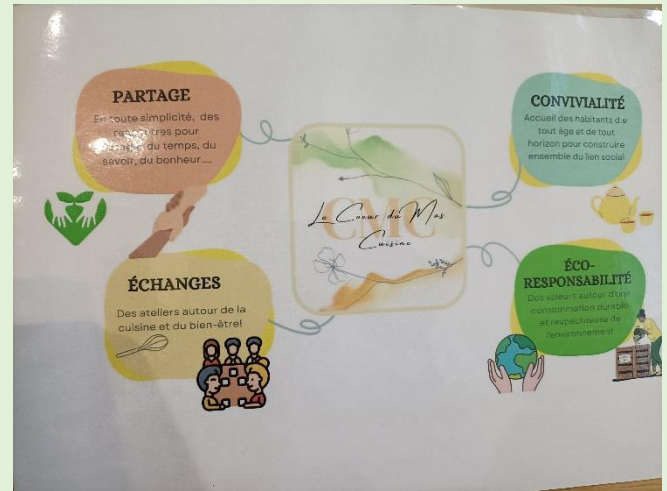 PARTAGE
En toute simplicité, des
pour
du temps, du
savoir, du bonheur....
CONVIVIALITÉ
Accueil des habitants de
tout âge et de tout
horizon pour construire
ensemble du lien social.
CMC
Le Coeur du Mas
Cuisine
ÉCHANGES
Des ateliers autour de la
cuisine et du bien-être!
ÉCO-
RESPONSABILITÉ
Des valeurs autour d'une
consommation durable
et respectueuse de
l'environnement